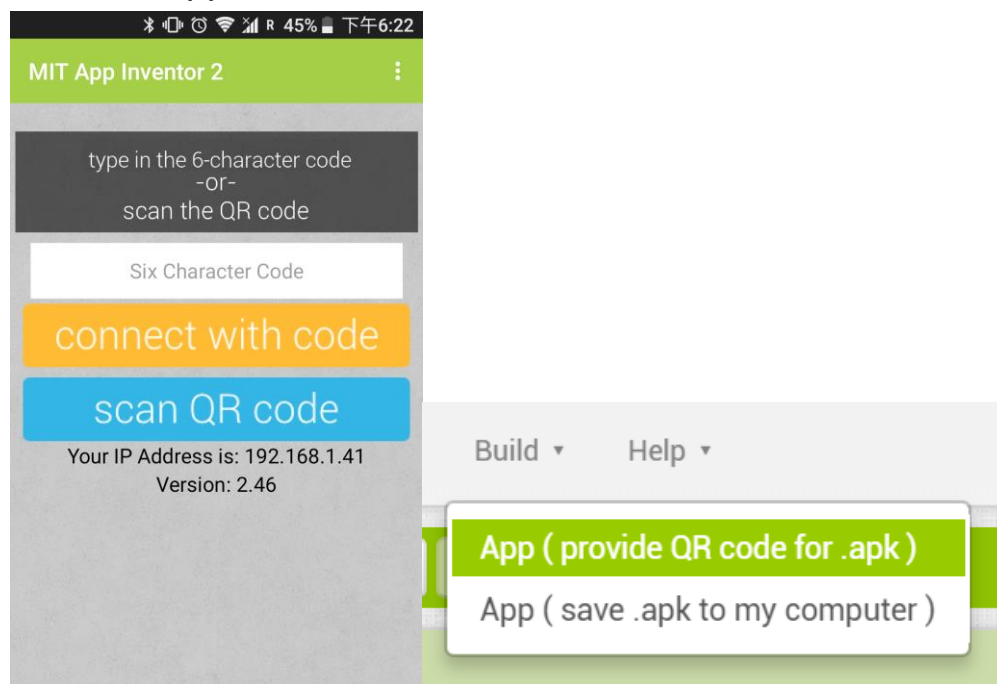 R 45% 下午6:22
MIT App Inventor 2
type in the 6-character code
-or-
scan the QR code
Six Character Code
connect with code
scan QR code
Your IP Address is: 192.168.1.41
Version: 2.46
Build Help
App ( provide QR code for .apk )
App ( save .apk to my computer )